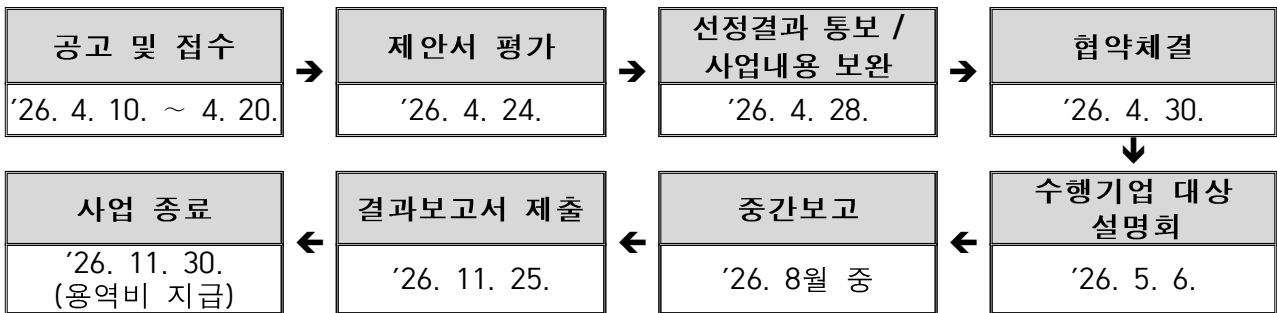 공고 및 접수
'26. 4. 10. ~ 4. 20.
➔
제안서 평가
'26. 4. 24.
➔
선정결과 통보 /
사업내용 보완
'26. 4. 28.
➔
협약체결
'26. 4. 30.
🡻
수행기업 대상
설명회
'26. 5. 6.
🡸
중간보고
'26. 8월 중
🡸
결과보고서 제출
'26. 11. 25.
🡸
사업 종료
'26. 11. 30.
(용역비 지급)